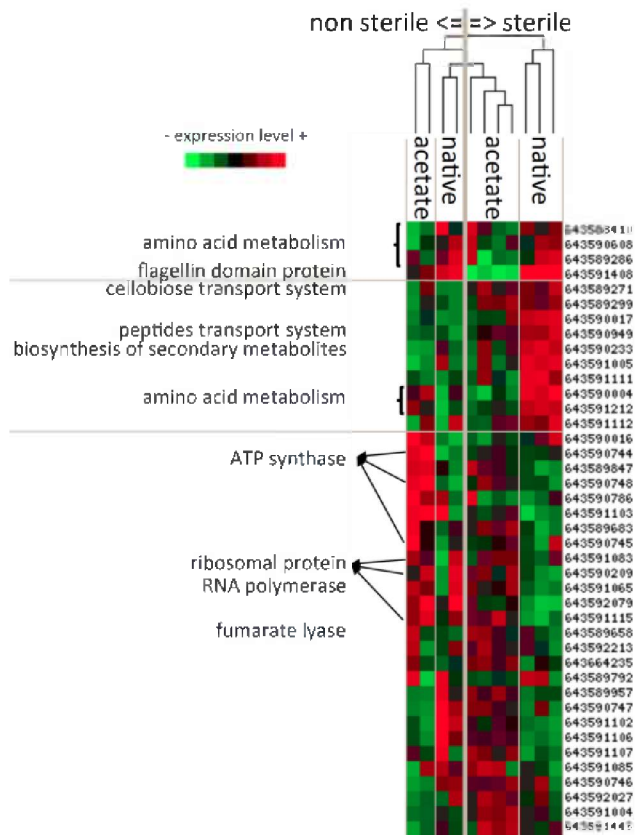 non sterile <==> sterile
- expression level +
acetate
native
acetate
native
amino acid metabolism
flagellin domain protein
cellobiose transport system
peptides transport system
biosynthesis of secondary metabolites
amino acid metabolism
ATP synthase
ribosomal protein
RNA polymerase
fumarate lyase
643590608
643589286
643591408
643589271
643589299
643590017
643590949
643590233
643591005
643591111
643590004
643591212
643591112
643590016
643590744
643589847
643590748
643590786
643591103
643589683
643590745
643591083
643590209
643591065
643592079
643591115
643589658
643592213
643664235
643589792
643589957
643590747
643591102
643591106
643591107
643591085
643590746
643592027
643591004